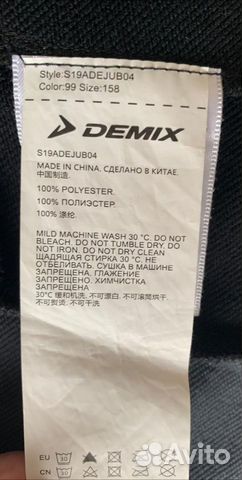 Style:S19ADEJUB04
Color:99 Size:158
DEMIX
S19ADEJUB04
MADE IN CHINA. СДЕЛАНО В КИТАЕ.
中国制造.
100% POLYESTER.
100% ПОЛИЭСТЕР.
100% 涤纶.
MILD MACHINE WASH 30 °C. DO NOT
BLEACH. DO NOT TUMBLE DRY. DO
NOT IRON. DO NOT DRY CLEAN
ЩАДЯЩАЯ СТИРКА 30 °C. НЕ
ОТБЕЛИВАТЬ. СУШКА В МАШИНЕ
ЗАПРЕЩЕНА. ГЛАЖЕНИЕ
ЗАПРЕЩЕНО. ХИМЧИСТКА
ЗАПРЕЩЕНА.
30℃ 缓和机洗. 不可漂白. 不可滚筒烘干.
不可熨烫. 不可干洗
EU 30
CN 30
Avito